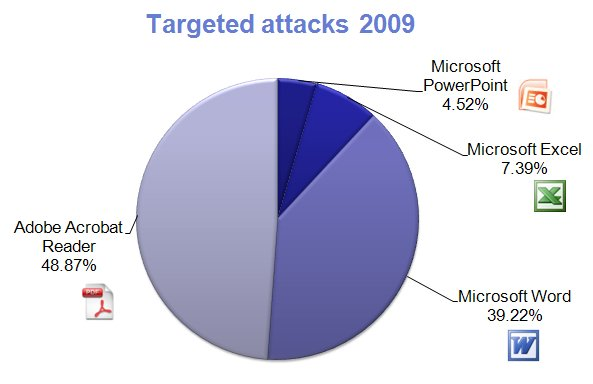 Targeted attacks 2009
Microsoft
PowerPoint
4.52%
Microsoft Excel
7.39%
Adobe Acrobat
Reader
48.87%
PDF
Microsoft Word
39.22%
W